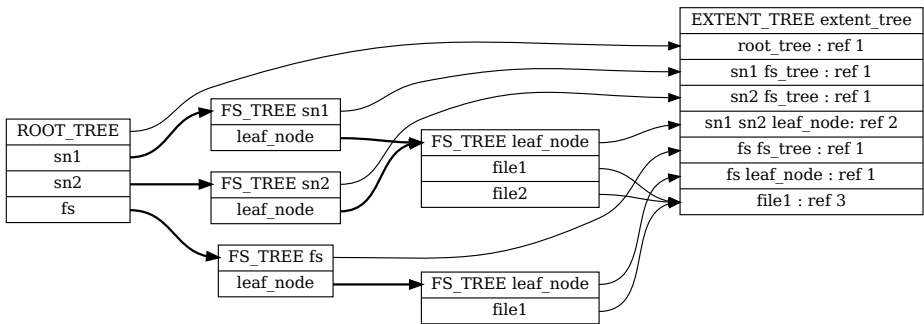 ROOT_TREE
sn1
sn2
fs
FS_TREE sn1
leaf_node
FS_TREE sn2
leaf_node
FS_TREE fs
leaf_node
FS_TREE leaf_node
file1
file2
FS_TREE leaf_node
file1
EXTENT_TREE extent_tree
root_tree : ref 1
sn1 fs_tree : ref 1
sn2 fs_tree : ref 1
sn1 sn2 leaf_node: ref 2
fs fs_tree : ref 1
fs leaf_node : ref 1
file1 : ref 3